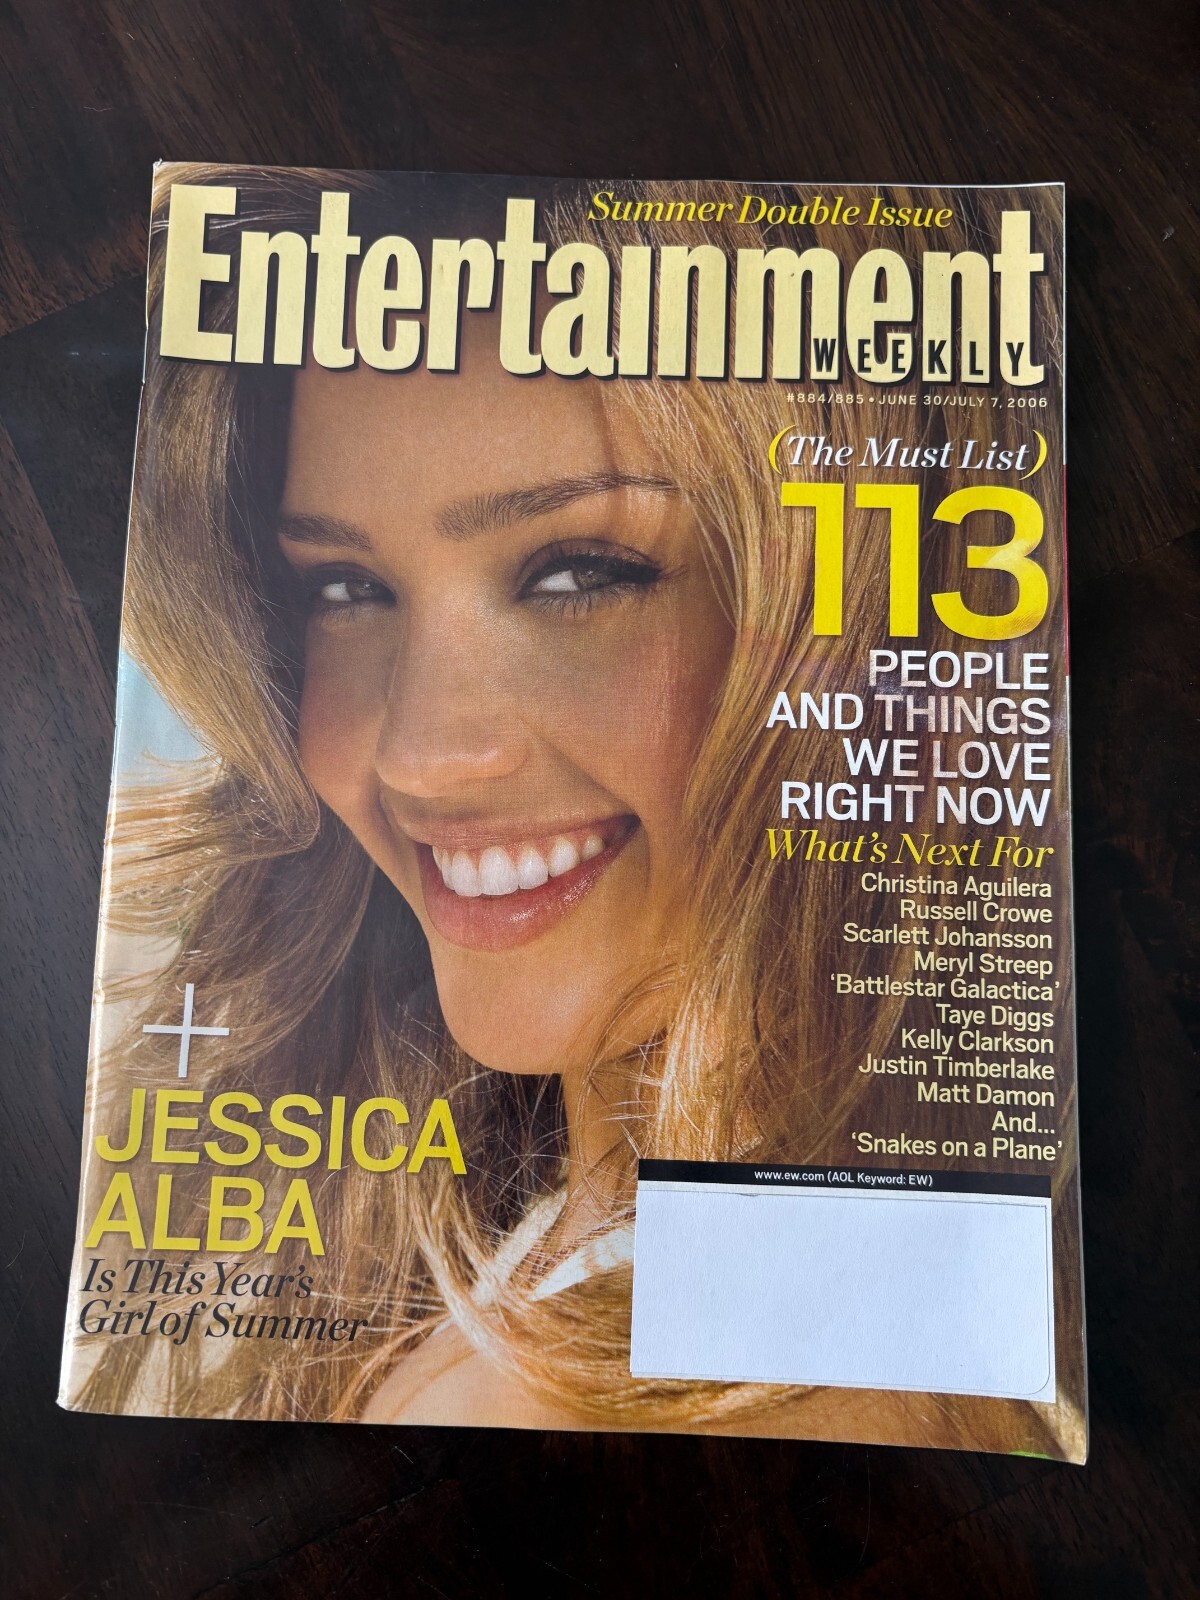 Summer Double Issue
Entertainment
WEEKLY
#884/885 • JUNE 30/JULY 7, 2006
(The Must List)
113
PEOPLE
AND THINGS
WE LOVE
RIGHT NOW
What's Next For
Christina Aguilera
Russell Crowe
Scarlett Johansson
Meryl Streep
'Battlestar Galactica'
Taye Diggs
Kelly Clarkson
Justin Timberlake
Matt Damon
And...
'Snakes on a Plane'
+
JESSICA
ALBA
Is This Year's
Girl of Summer
www.ew.com (AOL Keyword: EW)